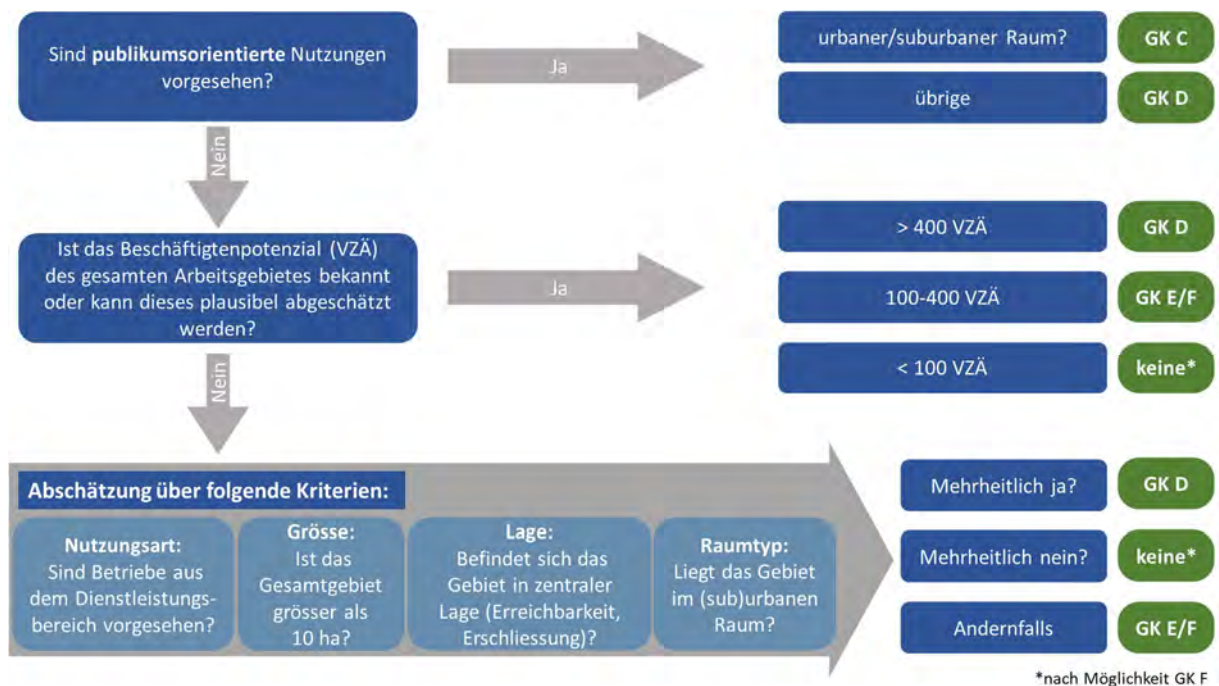 Sind publikumsorientierte Nutzungen
vorgesehen?
Ja
urbaner/suburbaner Raum?
GK C
übrige
GK D
Nein
Ist das Beschäftigtenpotenzial (VZÄ)
des gesamten Arbeitsgebietes bekannt
oder kann dieses plausibel abgeschätzt
werden?
Ja
> 400 VZÄ
GK D
100-400 VZÄ
GK E/F
< 100 VZÄ
keine*
Nein
Abschätzung über folgende Kriterien:
Nutzungsart:
Sind Betriebe aus
dem Dienstleistungs-
bereich vorgesehen?
Grösse:
Ist das
Gesamtgebiet
grösser als
10 ha?
Lage:
Befindet sich das
Gebiet in zentraler
Lage (Erreichbarkeit,
Erschliessung)?
Raumtyp:
Liegt das Gebiet
im (sub)urbanen
Raum?
Mehrheitlich ja?
GK D
Mehrheitlich nein?
keine*
Andernfalls
GK E/F
*nach Möglichkeit GK F